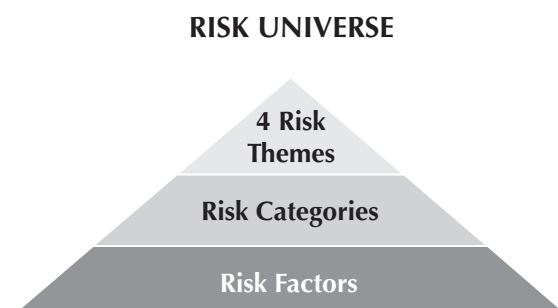 RISK UNIVERSE
4 Risk
Themes
Risk Categories
Risk Factors